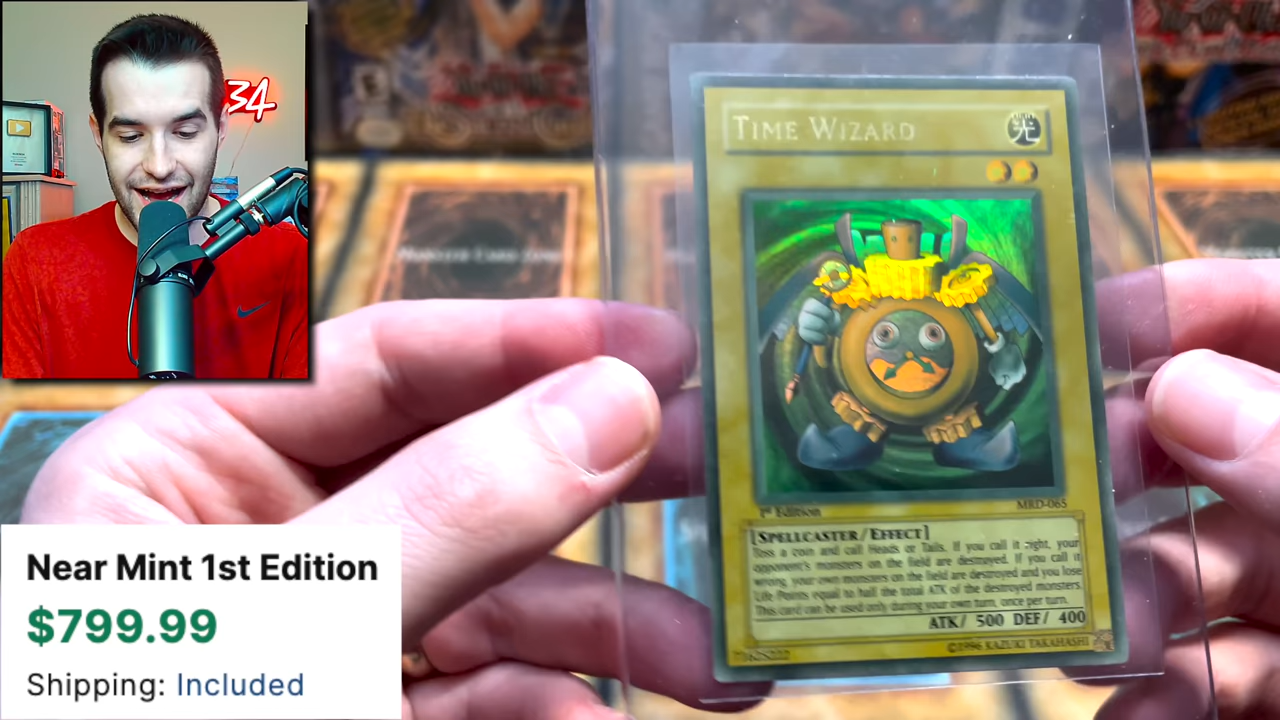 34
TIME WIZARD
MONSTER CARD ZONE
1st Edition
MRD-065
[SPELLCASTER/EFFECT]
Toss a coin and call Heads or Tails. If you call it right, your
opponent's monsters on the field are destroyed. If you call it
wrong, your own monsters on the field are destroyed and you lose
Life Points equal to half the total ATK of the destroyed monsters.
This card can be used only during your own turn, once per turn.
ATK/ 500 DEF/ 400
©1996 KAZUKI TAKAHASHI
Near Mint 1st Edition
$799.99
Shipping: Included